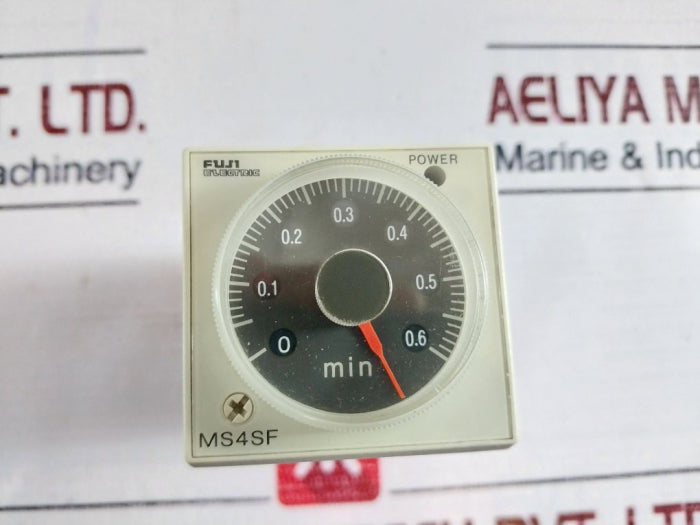 T. LTD.
achinery
AELIYA M
Marine & Ind
FUJI
ELECTRIC
POWER
0.3
0.2
0.4
0.1
0.5
0
0.6
min
MS4SF